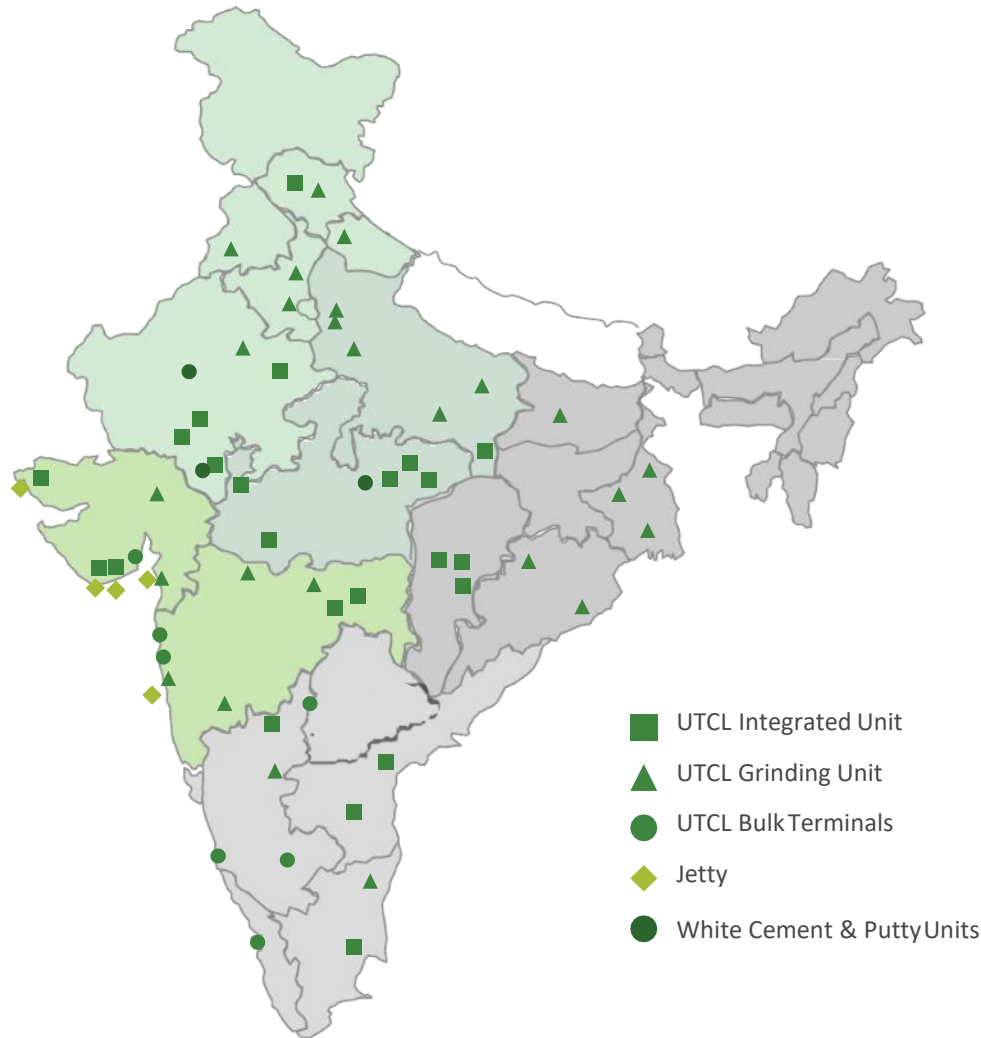 UTCL Integrated Unit
UTCL Grinding Unit
UTCL Bulk Terminals
Jetty
White Cement & Putty Units